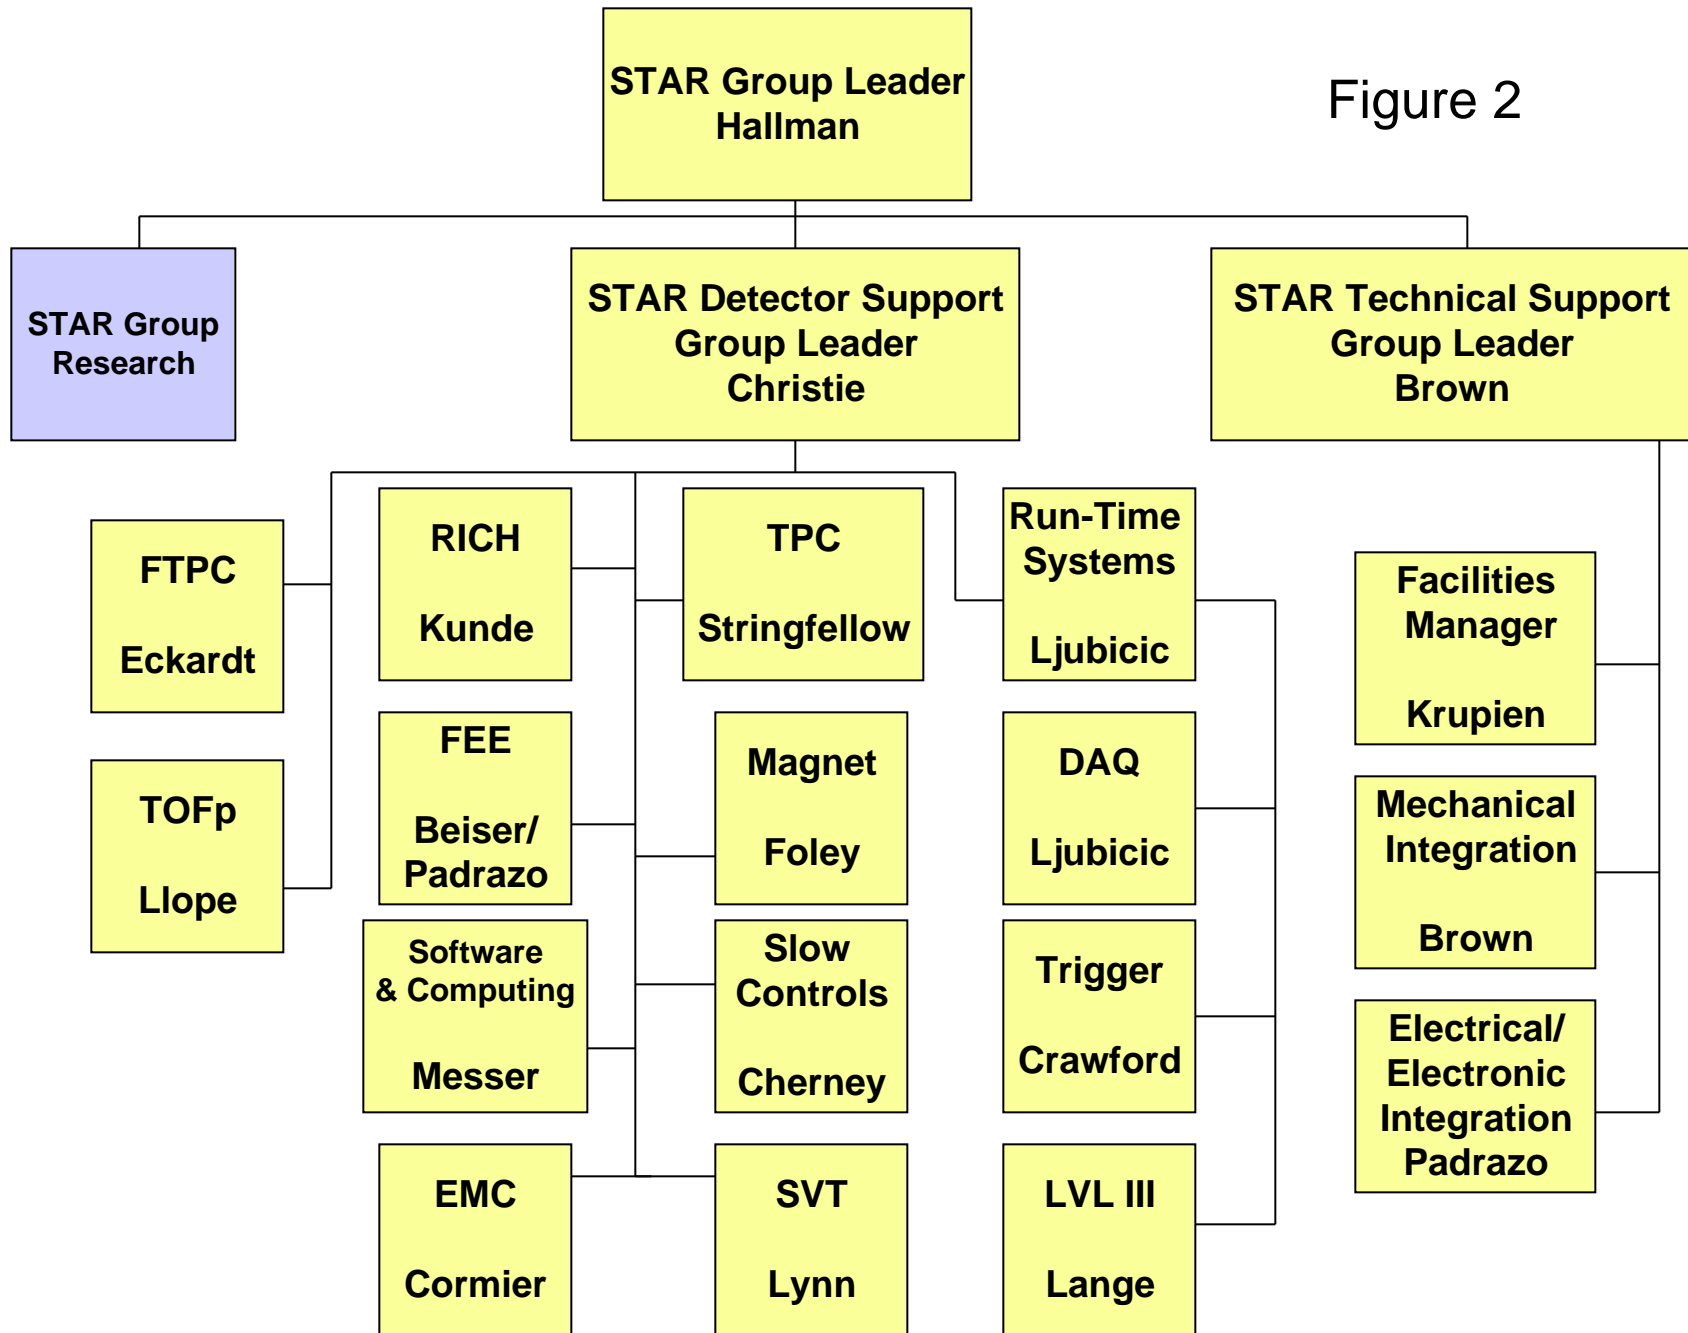 STAR Group Leader
Hallman
Figure 2
STAR Group
Research
STAR Detector Support
Group Leader
Christie
STAR Technical Support
Group Leader
Brown
FTPC
Eckardt
TOFp
Llope
RICH
Kunde
FEE
Beiser/
Padrazo
Software
& Computing
Messer
EMC
Cormier
TPC
Stringfellow
Magnet
Foley
Slow
Controls
Cherney
SVT
Lynn
Run-Time
Systems
Ljubicic
DAQ
Ljubicic
Trigger
Crawford
LVL III
Lange
Facilities
Manager
Krupien
Mechanical
Integration
Brown
Electrical/
Electronic
Integration
Padrazo